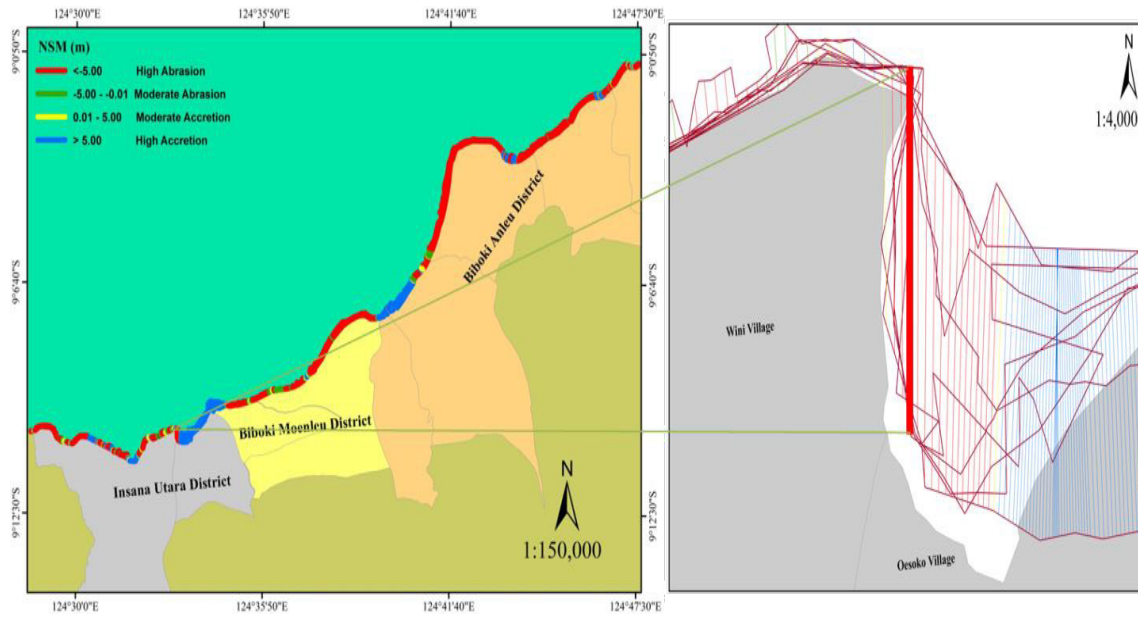 124°30'0"E 124°35'50"E 124°41'40"E 124°47'30"E
NSM (m)
<-5.00 High Abrasion
-5.00 - -0.01 Moderate Abrasion
0.01 - 5.00 Moderate Accretion
> 5.00 High Accretion
9°0'50"S
9°6'40"S
9°12'30"S
9°0'50"S
9°6'40"S
9°12'30"S
Biboki Anleu District
Biboki Moenleu District
Insana Utara District
N
1:150,000
124°30'0"E 124°35'50"E 124°41'40"E 124°47'30"E
N
1:4,000
Wini Village
Oesoko Village